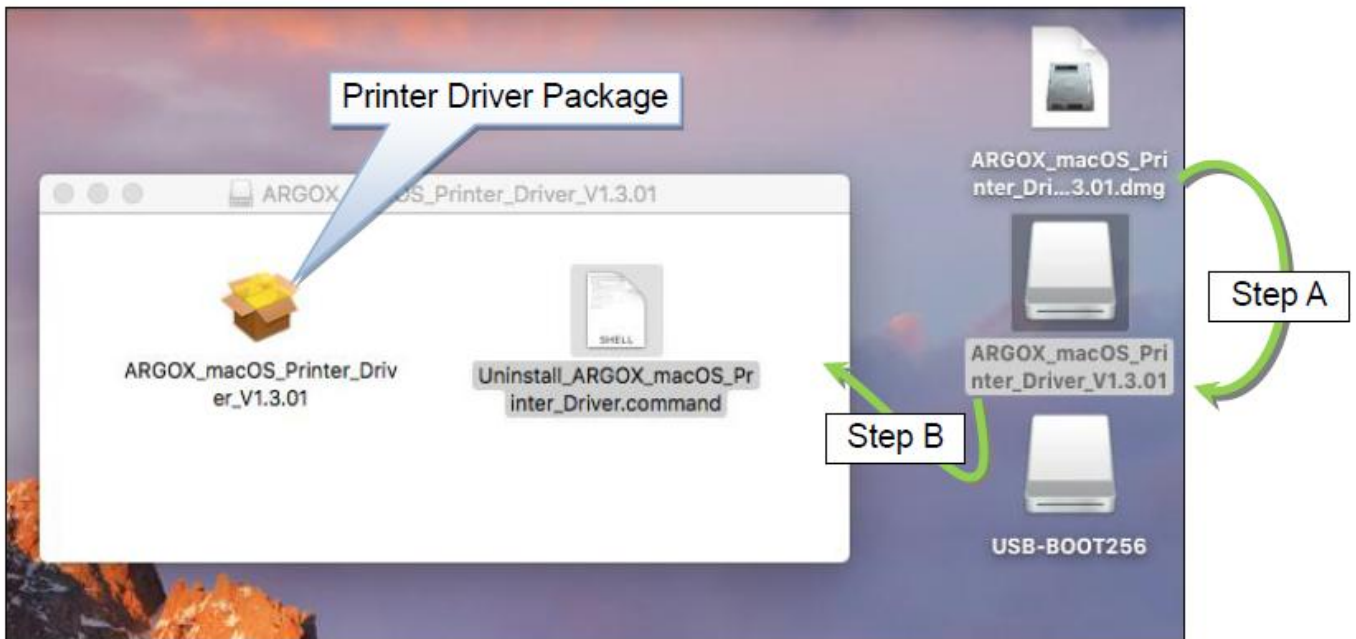 Printer Driver Package
ARGOX_macOS_Pri
nter_Dri...3.01.dmg
ARGOX OS_Printer_Driver_V1.3.01
Step A
ARGOX_macOS_Printer_Driv
er_V1.3.01
SHELL
Uninstall_ARGOX_macOS_Pr
inter_Driver.command
ARGOX_macOS_Pri
nter_Driver_V1.3.01
Step B
USB-BOOT256